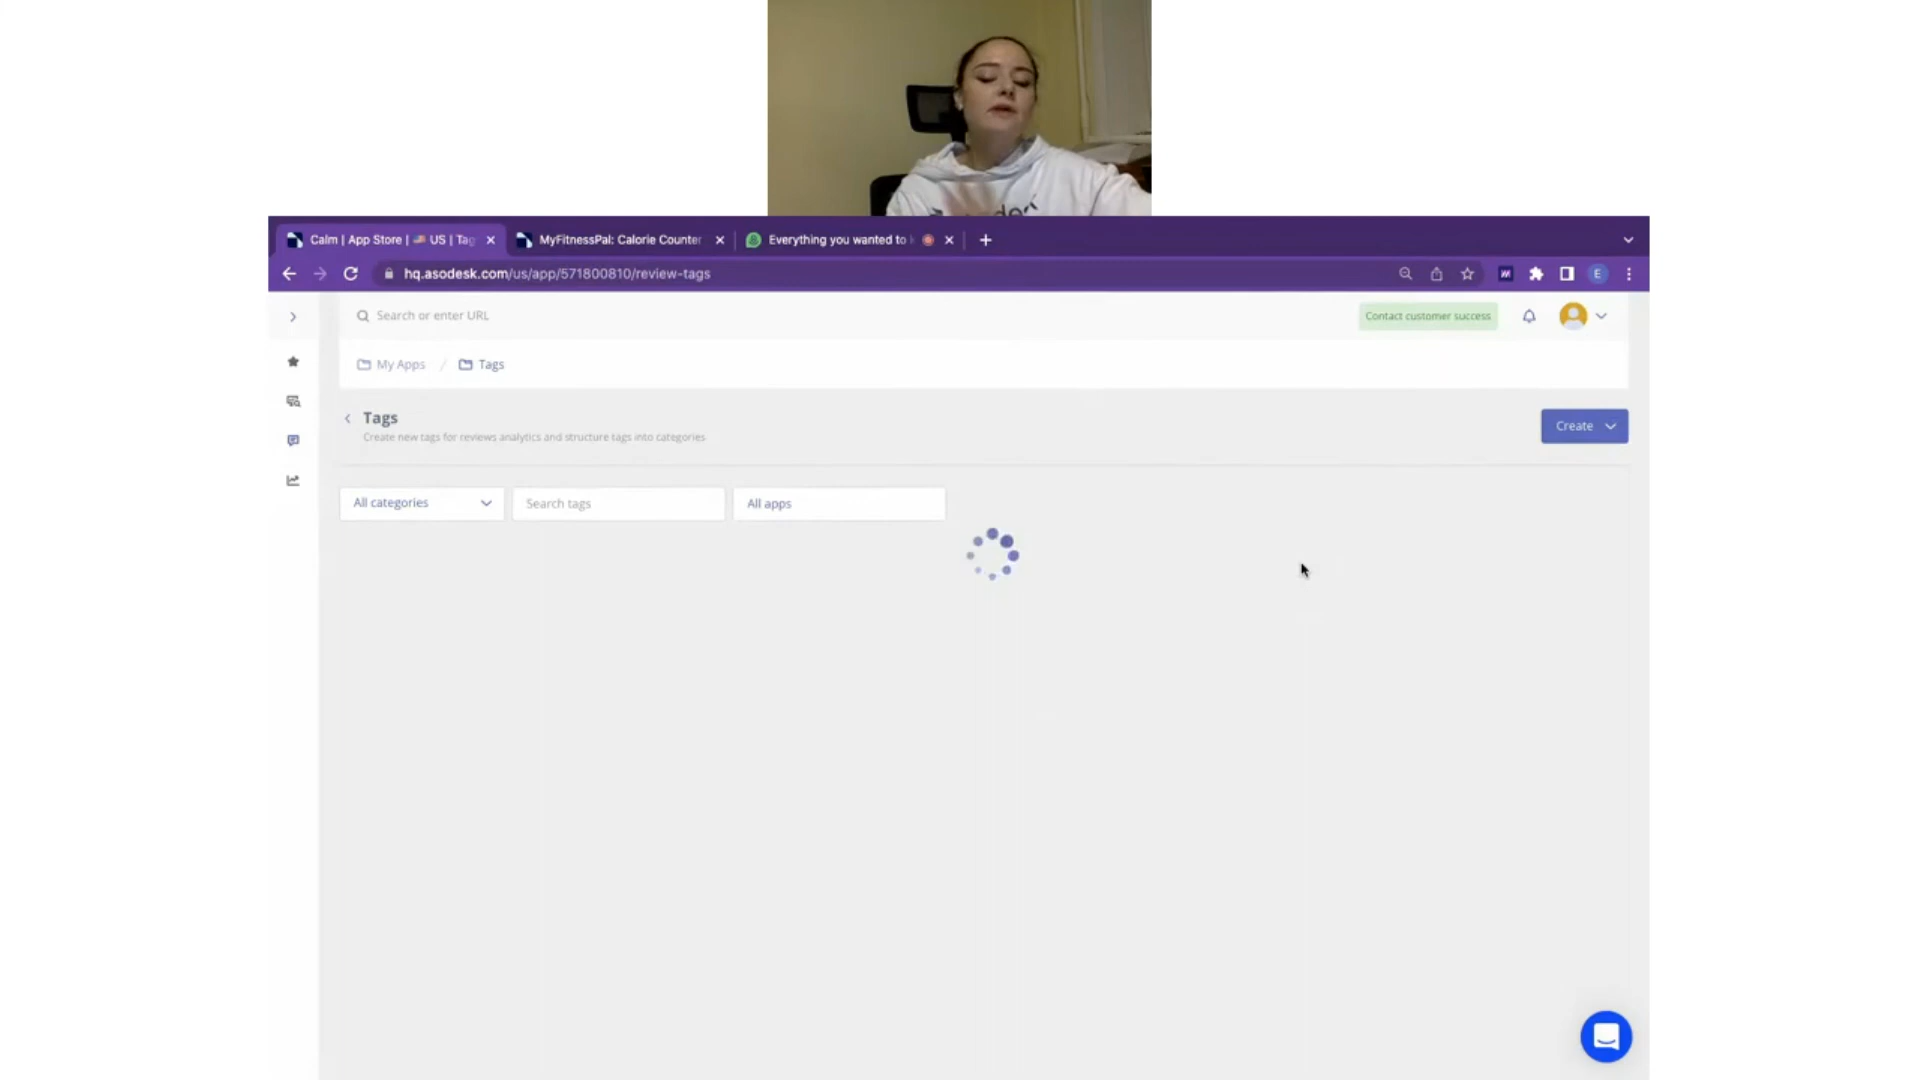 Calm | App Store | US | Tag
MyFitnessPal: Calorie Counter
Everything you wanted to
hq.asodesk.com/us/app/571800810/review-tags
E
Search or enter URL
Contact customer success
My Apps / Tags
Tags
Create new tags for reviews analytics and structure tags into categories
Create
All categories
Search tags
All apps